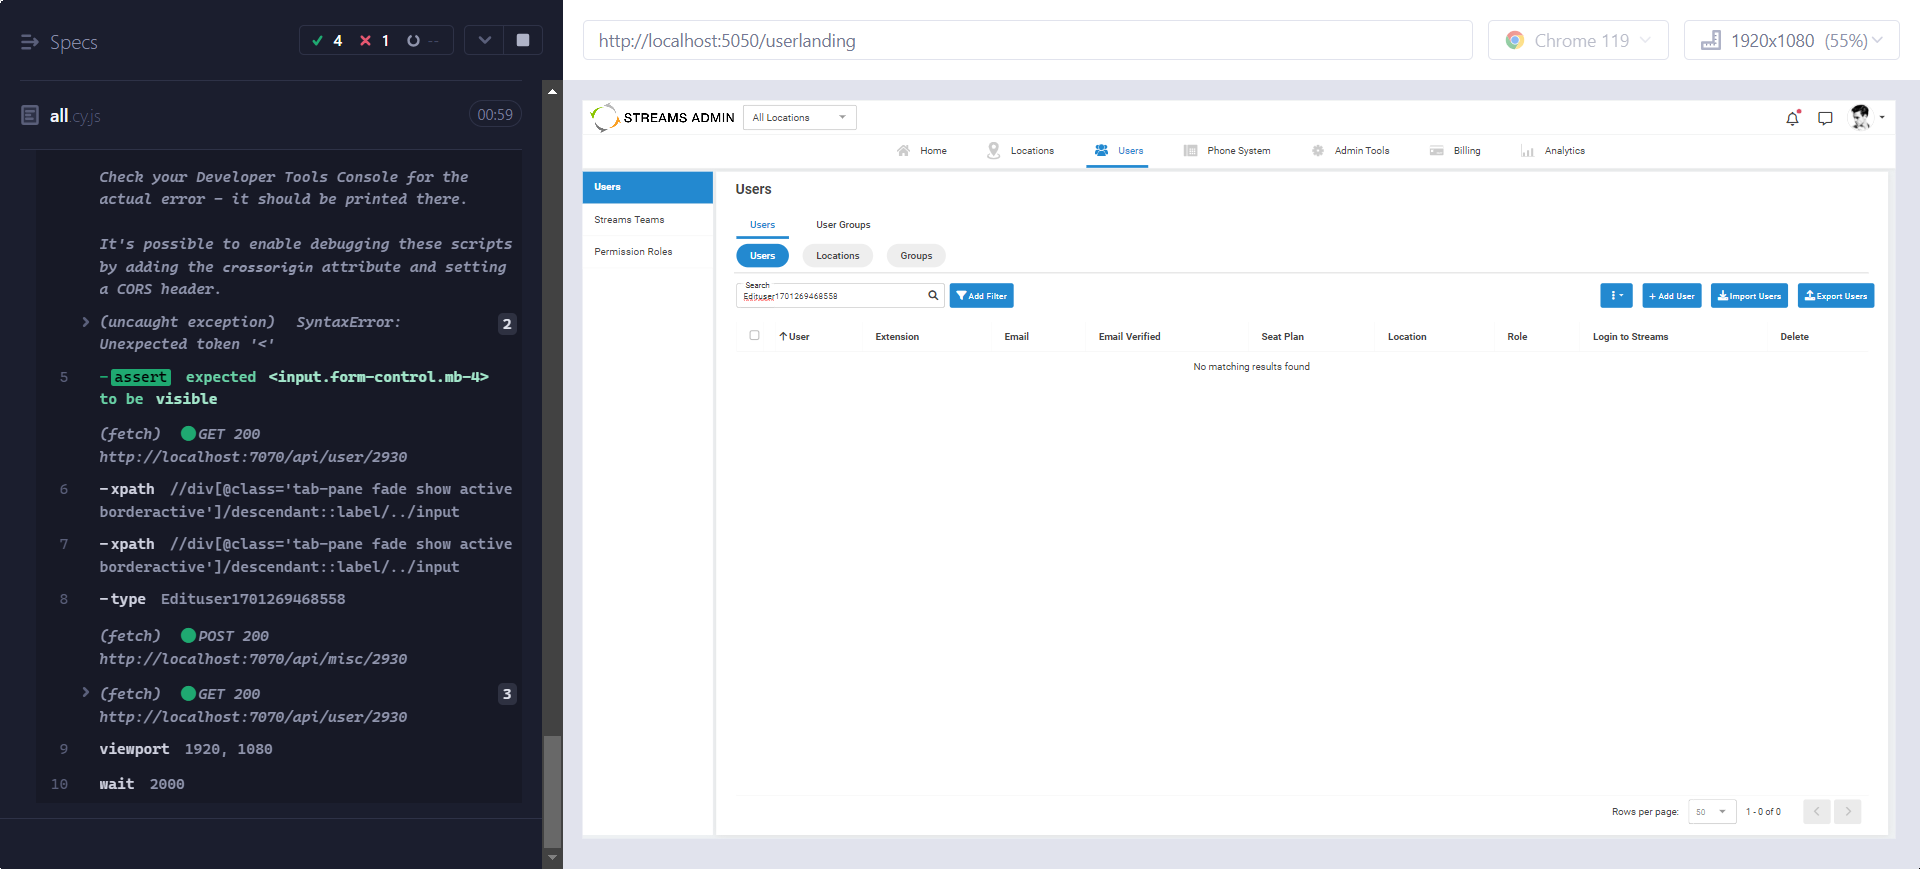 Specs
4 1 --
all.cy.js
00:59
Check your Developer Tools Console for the
actual error - it should be printed there.
It's possible to enable debugging these scripts
by adding the crossorigin attribute and setting
a CORS header.
(uncaught exception) SyntaxError:
Unexpected token '<'
2
5 -assert expected <input.form-control.mb-4>
to be visible
(fetch) GET 200
http://localhost:7070/api/user/2930
6 -xpath //div[@class='tab-pane fade show active
borderactive']/descendant::label/../input
7 -xpath //div[@class='tab-pane fade show active
borderactive']/descendant::label/../input
8 -type Edituser1701269468558
(fetch) POST 200
http://localhost:7070/api/misc/2930
(fetch) GET 200
http://localhost:7070/api/user/2930
3
9 viewport 1920, 1080
10 wait 2000
http://localhost:5050/userlanding
Chrome 119
1920x1080 (55%)
STREAMS ADMIN
All Locations
Home Locations Users Phone System Admin Tools Billing Analytics
Users
Streams Teams
Permission Roles
Users
Users User Groups
Users Locations Groups
Search
Edituser1701269468558
Add Filter
+ Add User
Import Users
Export Users
User Extension Email Email Verified Seat Plan Location Role Login to Streams Delete
No matching results found
Rows per page: 50 1 - 0 of 0